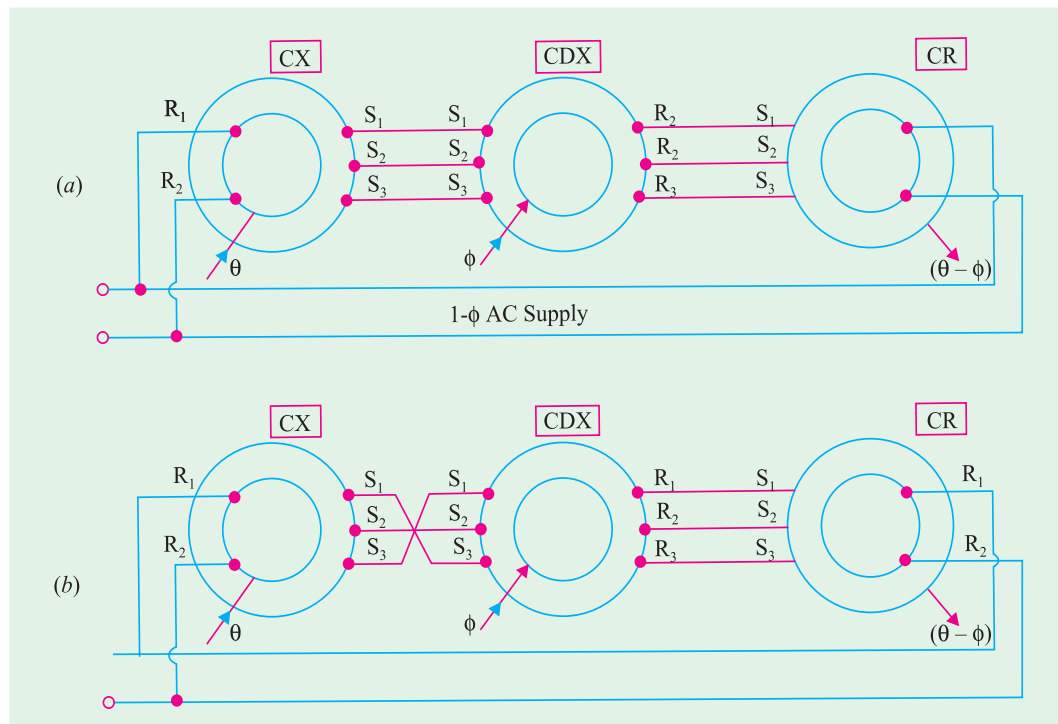 CX CDX CR
R₁ S₁ S₁ R₂ S₁
S₂ S₂ R₂ S₂
(a) R₂ S₃ S₃ R₃ S₃
θ φ (θ – φ)
1-φ AC Supply
CX CDX CR
R₁ S₁ S₁ R₁ S₁ R₁
S₂ S₂ R₂ S₂
R₂ S₃ S₃ R₃ S₃ R₂
(b) θ φ (θ – φ)